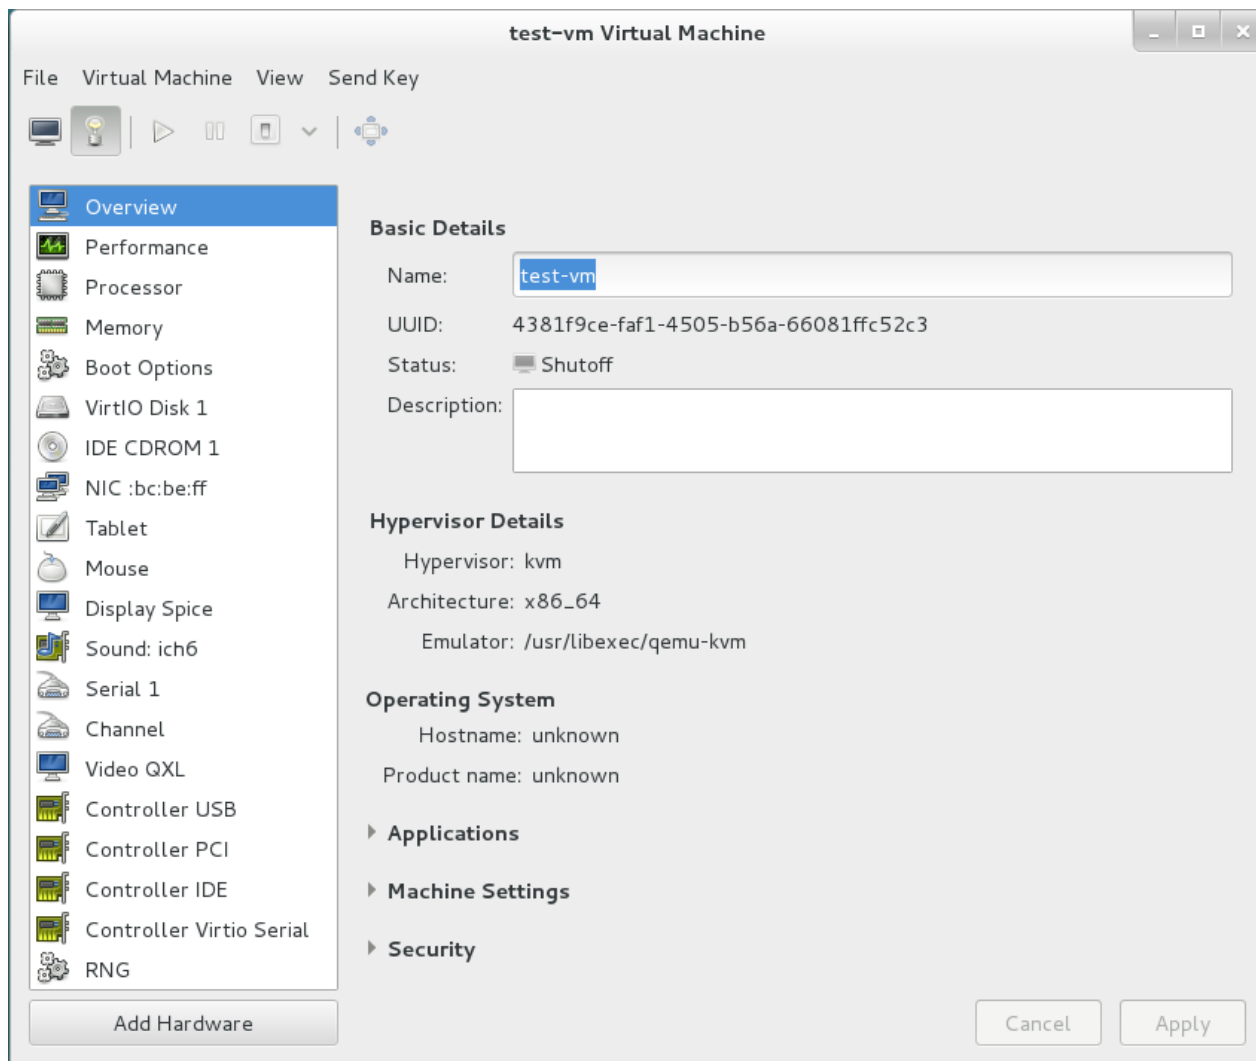 test-vm Virtual Machine
File Virtual Machine View Send Key
Overview
Performance
Processor
Memory
Boot Options
VirtIO Disk 1
IDE CDROM 1
NIC :bc:be:ff
Tablet
Mouse
Display Spice
Sound: ich6
Serial 1
Channel
Video QXL
Controller USB
Controller PCI
Controller IDE
Controller Virtio Serial
RNG
Add Hardware
Basic Details
Name: test-vm
UUID: 4381f9ce-faf1-4505-b56a-66081ffc52c3
Status: Shutoff
Description:
Hypervisor Details
Hypervisor: kvm
Architecture: x86_64
Emulator: /usr/libexec/qemu-kvm
Operating System
Hostname: unknown
Product name: unknown
Applications
Machine Settings
Security
Cancel Apply